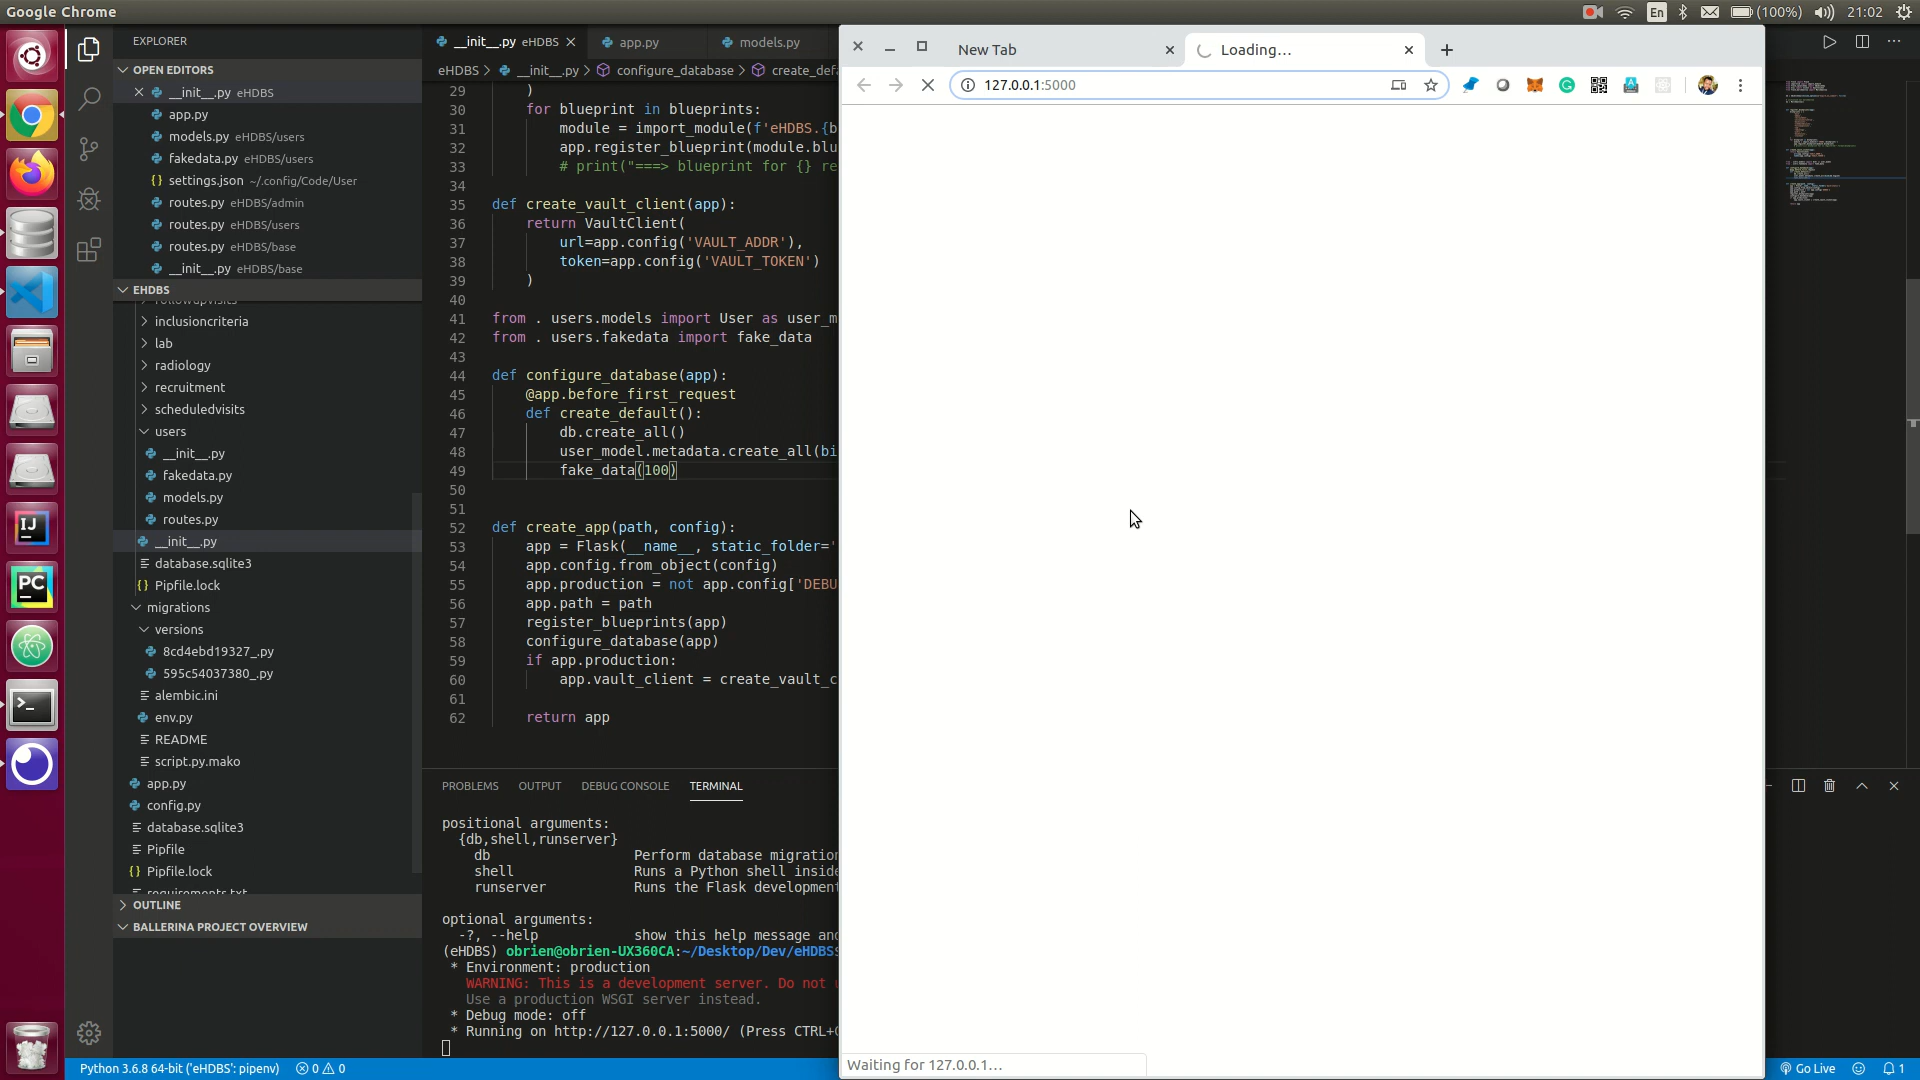 Google Chrome
En
(100%)
21:02
EXPLORER
OPEN EDITORS
__init__.py eHDBS
app.py
models.py eHDBS/users
fakedata.py eHDBS/users
settings.json ~/.config/Code/User
routes.py eHDBS/admin
routes.py eHDBS/users
routes.py eHDBS/base
__init__.py eHDBS/base
EHDBS
followupvisits
inclusioncriteria
lab
radiology
recruitment
scheduledvisits
users
__init__.py
fakedata.py
models.py
routes.py
__init__.py
database.sqlite3
Pipfile.lock
migrations
versions
8cd4ebd19327_.py
595c54037380_.py
alembic.ini
env.py
README
script.py.mako
app.py
config.py
database.sqlite3
Pipfile
Pipfile.lock
requirements.txt
OUTLINE
BALLERINA PROJECT OVERVIEW
__init__.py eHDBS
app.py
models.py
eHDBS > __init__.py > configure_database > create_defa
29 )
30 for blueprint in blueprints:
31 module = import_module(f'eHDBS.{b
32 app.register_blueprint(module.blu
33 # print("===> blueprint for {} re
34
35 def create_vault_client(app):
36 return VaultClient(
37 url=app.config('VAULT_ADDR'),
38 token=app.config('VAULT_TOKEN')
39 )
40
41 from . users.models import User as user_m
42 from . users.fakedata import fake_data
43
44 def configure_database(app):
45 @app.before_first_request
46 def create_default():
47 db.create_all()
48 user_model.metadata.create_all(bi
49 fake_data(100)
50
51
52 def create_app(path, config):
53 app = Flask(__name__, static_folder='
54 app.config.from_object(config)
55 app.production = not app.config['DEBU
56 app.path = path
57 register_blueprints(app)
58 configure_database(app)
59 if app.production:
60 app.vault_client = create_vault_c
61
62 return app
PROBLEMS OUTPUT DEBUG CONSOLE TERMINAL
positional arguments:
{db,shell,runserver}
db Perform database migration
shell Runs a Python shell inside
runserver Runs the Flask development
optional arguments:
-?, --help show this help message and
(eHDBS) obrien@obrien-UX360CA:~/Desktop/Dev/eHDBS$
* Environment: production
WARNING: This is a development server. Do not u
Use a production WSGI server instead.
* Debug mode: off
* Running on http://127.0.0.1:5000/ (Press CTRL+C
New Tab
Loading…
127.0.0.1:5000
Waiting for 127.0.0.1…
IJ
PC
Python 3.6.8 64-bit ('eHDBS': pipenv)
0
0
Go Live
1